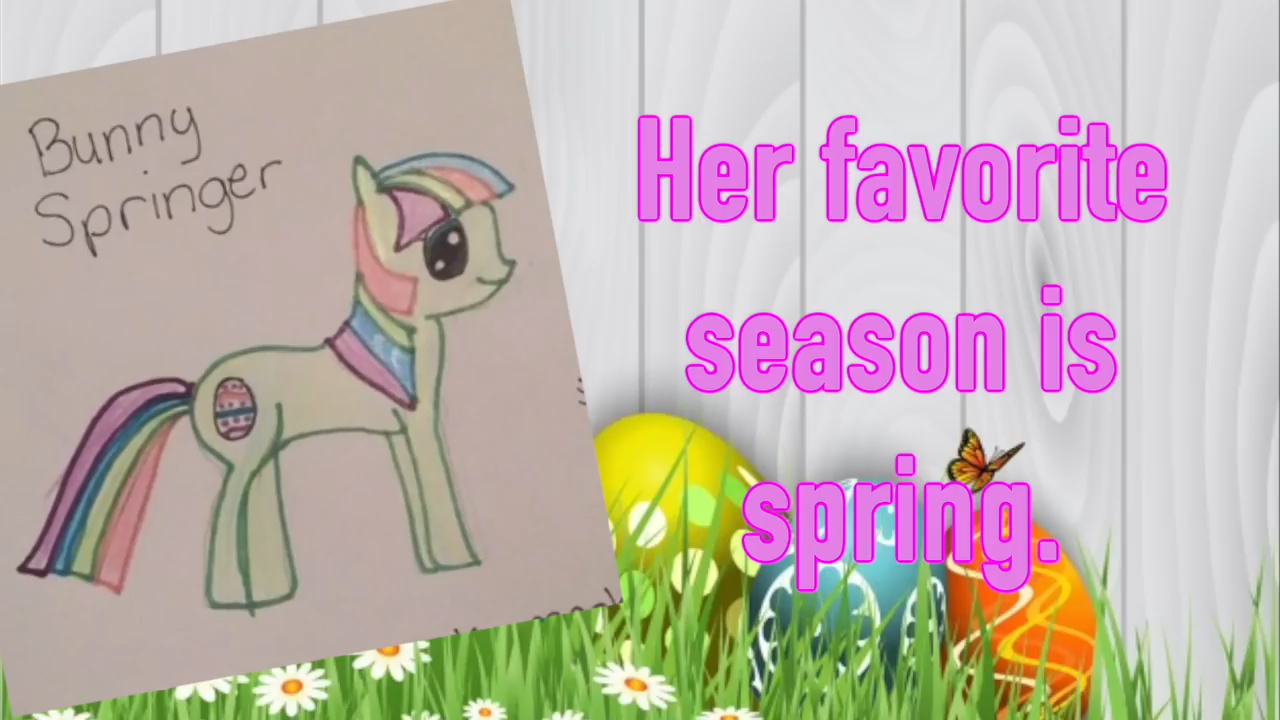 Bunny
Springer
Her favorite
season is
spring.